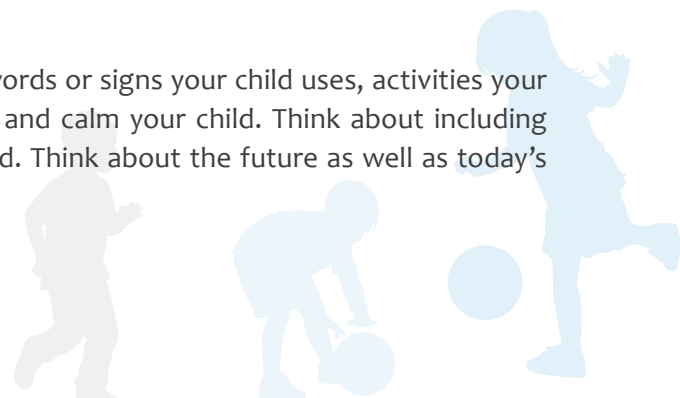 words or signs your child uses, activities your
and calm your child. Think about including
Think about the future as well as today’s